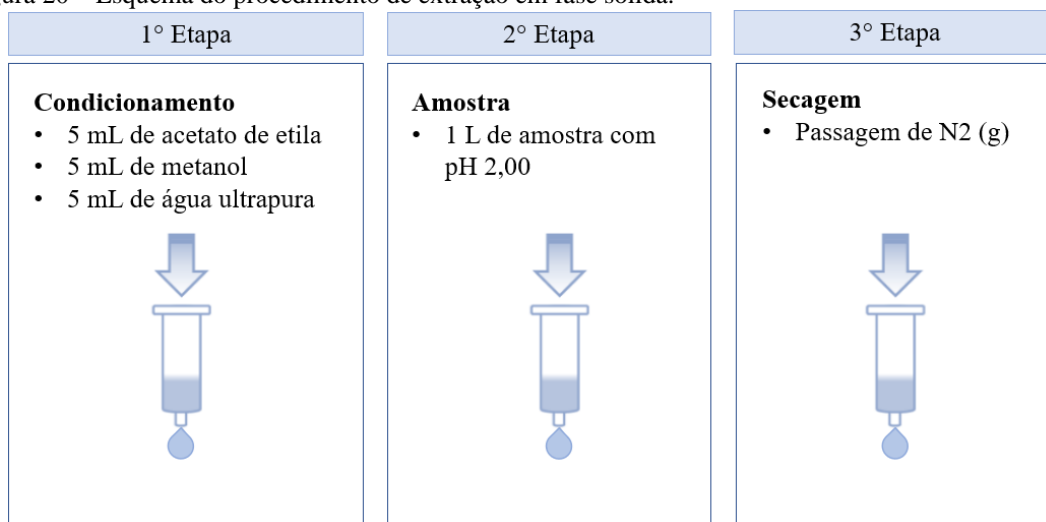 Esquema do procedimento de extração em fase sólida.
1° Etapa
Condicionamento
• 5 mL de acetato de etila
• 5 mL de metanol
• 5 mL de água ultrapura
2° Etapa
Amostra
• 1 L de amostra com
pH 2,00
3° Etapa
Secagem
• Passagem de N2 (g)